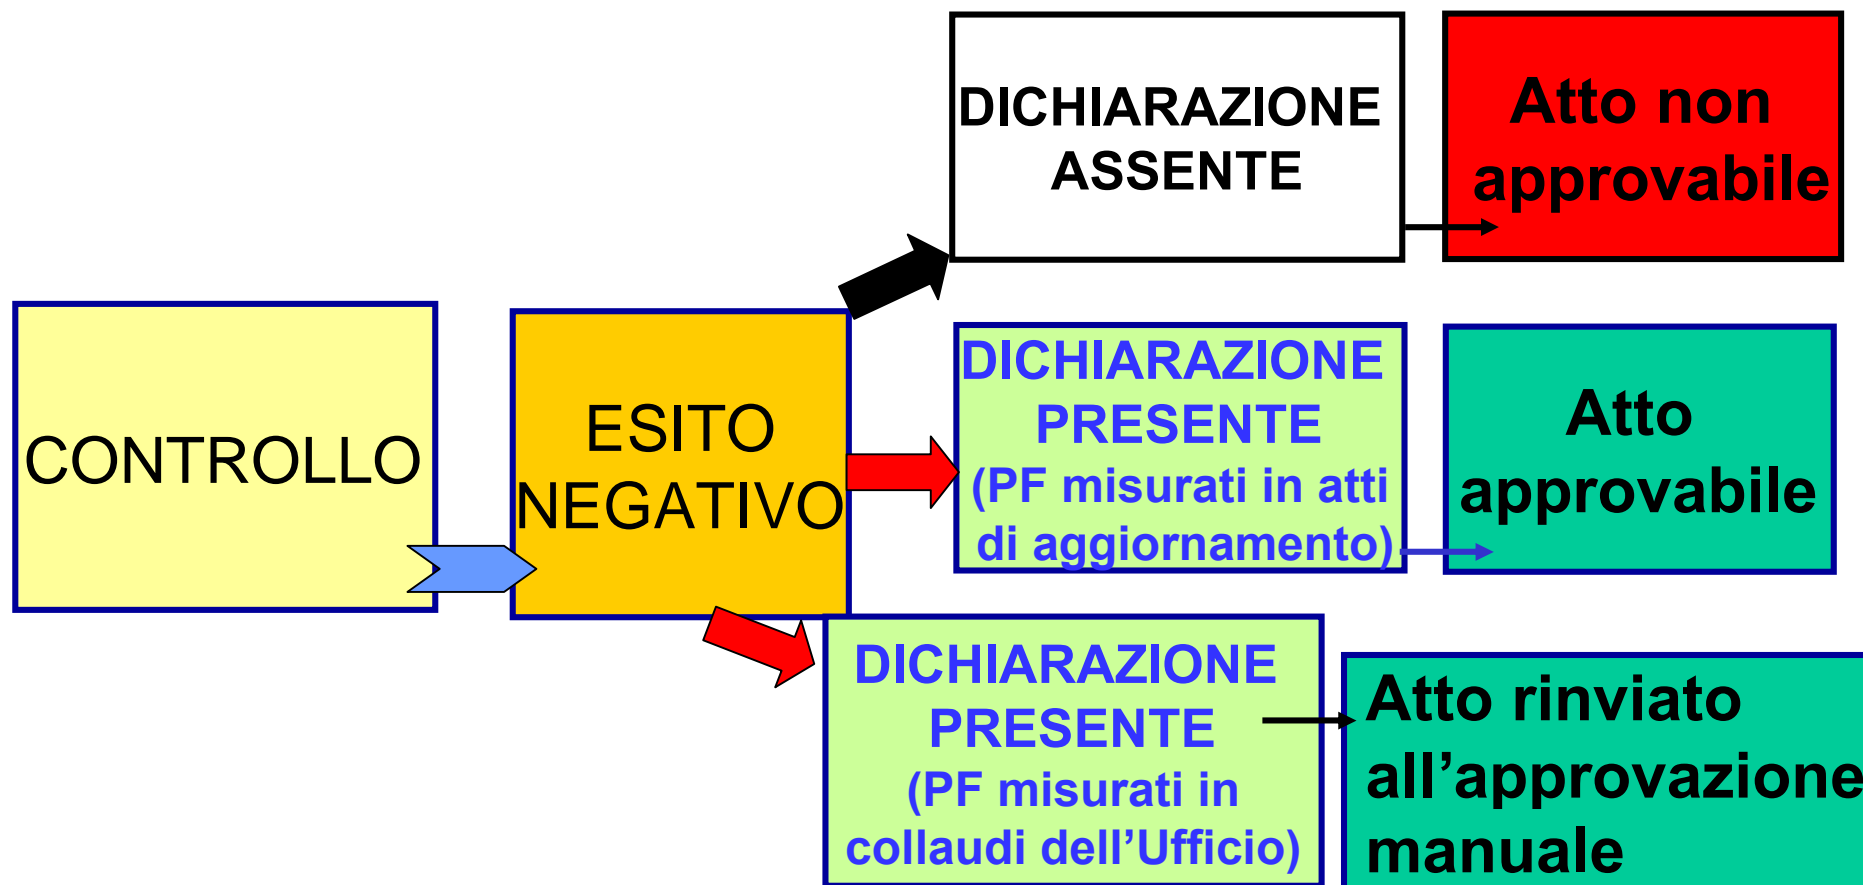 DICHIARAZIONE
ASSENTE
Atto non
approvabile
CONTROLLO
ESITO
NEGATIVO
DICHIARAZIONE
PRESENTE
(PF misurati in atti
di aggiornamento)
Atto
approvabile
DICHIARAZIONE
PRESENTE
(PF misurati in
collaudi dell’Ufficio)
Atto rinviato
all’approvazione
manuale